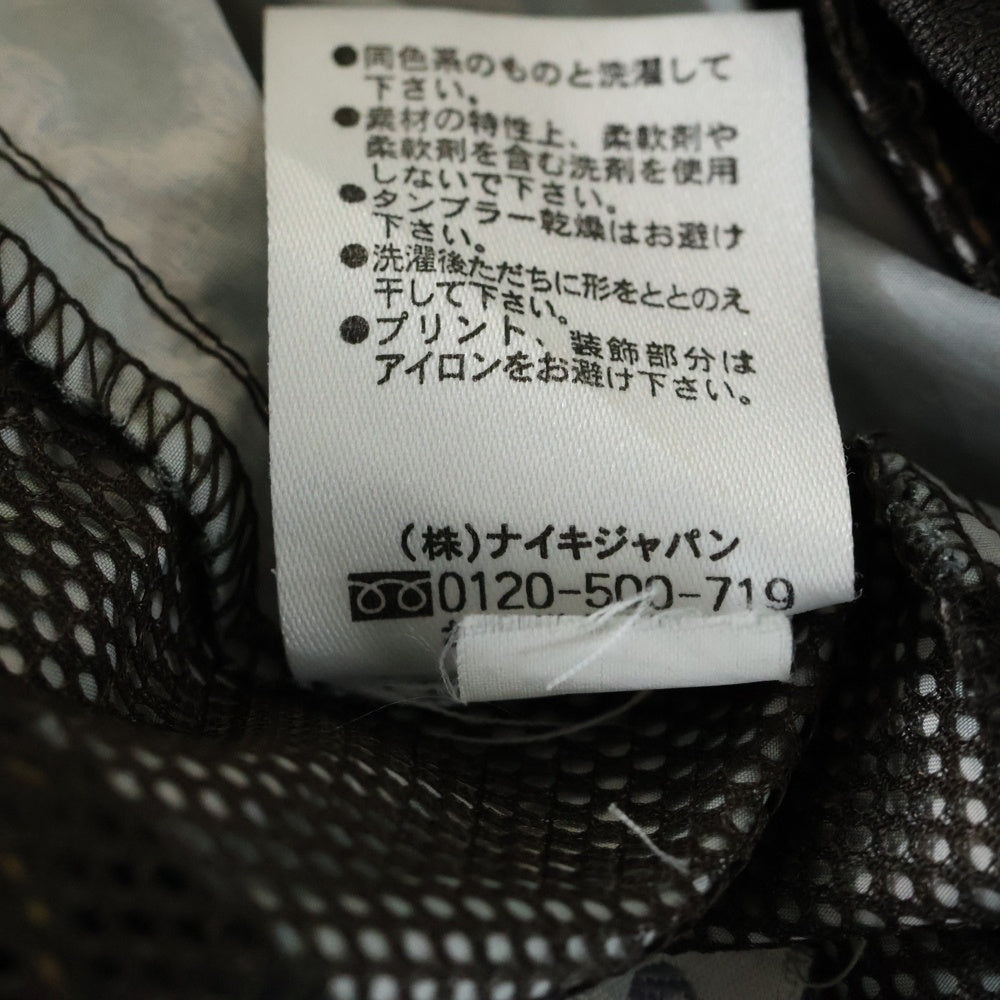 ●同色系のものと洗濯して
下さい。
●素材の特性上、柔軟剤や
柔軟剤を含む洗剤を使用
しないで下さい。
●タンブラー乾燥はお避け
下さい。
●洗濯後ただちに形をととのえ
干して下さい。
●プリント、装飾部分は
アイロンをお避け下さい。
(株)ナイキジャパン
0120-500-719